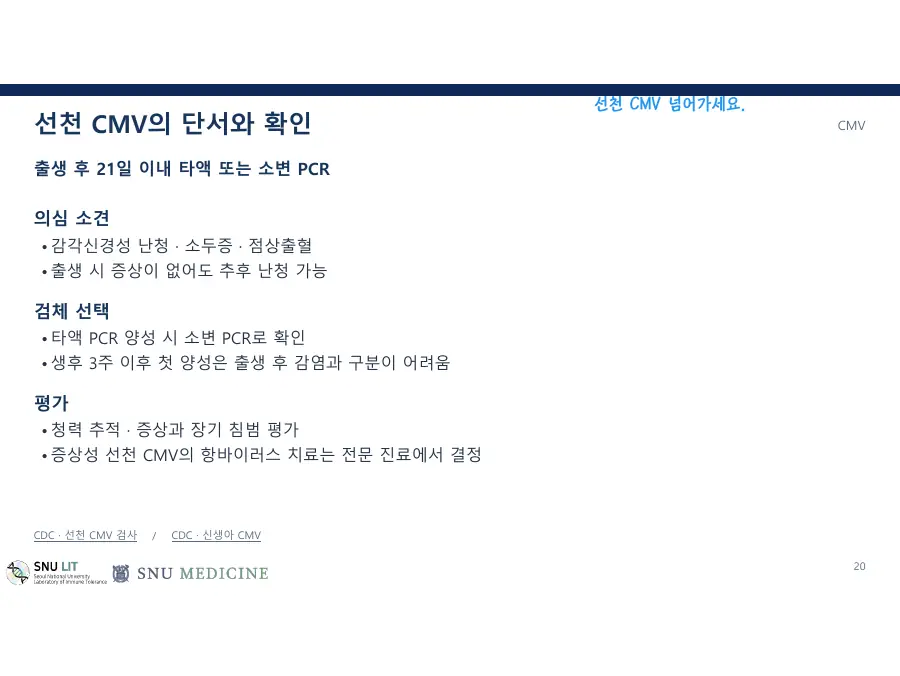 선천 CMV 넘어가세요.
선천 CMV의 단서와 확인
CMV
출생 후 21일 이내 타액 또는 소변 PCR
의심 소견
• 감각신경성 난청 · 소두증 · 점상출혈
• 출생 시 증상이 없어도 추후 난청 가능
검체 선택
• 타액 PCR 양성 시 소변 PCR로 확인
• 생후 3주 이후 첫 양성은 출생 후 감염과 구분이 어려움
평가
• 청력 추적 · 증상과 장기 침범 평가
• 증상성 선천 CMV의 항바이러스 치료는 전문 진료에서 결정
CDC · 선천 CMV 검사 / CDC · 신생아 CMV
SNU LIT
Seoul National University
Laboratory of Immune Tolerance
SNU MEDICINE
20